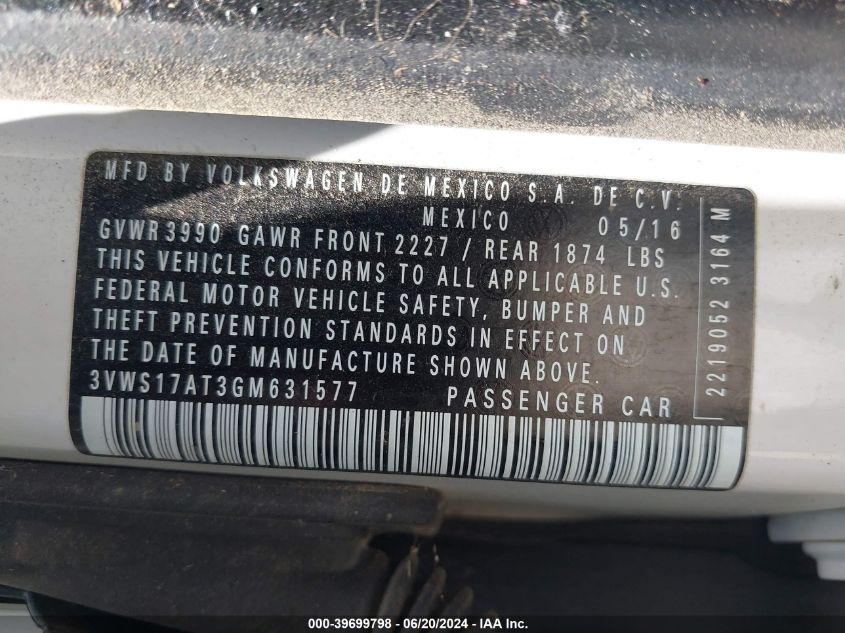 MFD BY VOLKSWAGEN DE MEXICO S.A. DE C.V.
MEXICO 05/16
GVWR 3990 GAWR FRONT 2227 / REAR 1874 LBS
THIS VEHICLE CONFORMS TO ALL APPLICABLE U.S.
FEDERAL MOTOR VEHICLE SAFETY, BUMPER AND
THEFT PREVENTION STANDARDS IN EFFECT ON
THE DATE OF MANUFACTURE SHOWN ABOVE.
3VWS17AT3GM631577 PASSENGER CAR
2219052 3164 M
000-39699798 - 06/20/2024 - IAA Inc.